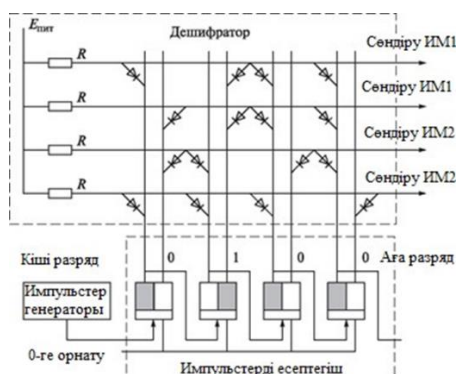 Eпит
Дешифратор
R
Сөндіру ИМ1
R
Сөндіру ИМ1
R
Сөндіру ИМ2
R
Сөндіру ИМ2
Кіші разряд
0
1
0
0
Аға разряд
Импульстер
генераторы
0-ге орнату
Импульстерді есептегіш